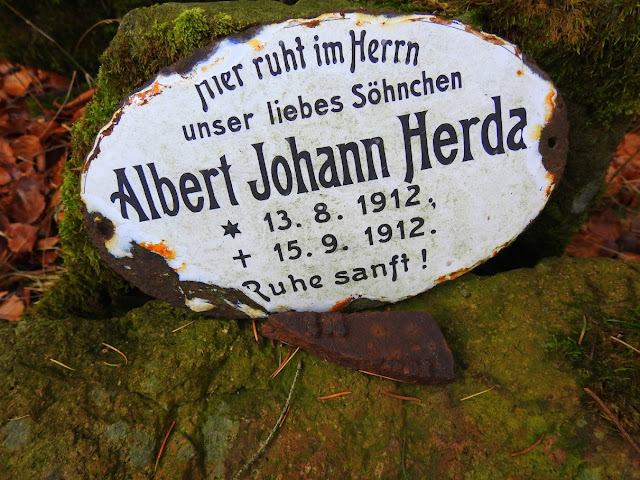 Hier ruht im Herrn
unser liebes Söhnchen
Albert Johann Herda
* 13. 8. 1912,
+ 15. 9. 1912.
Ruhe sanft !